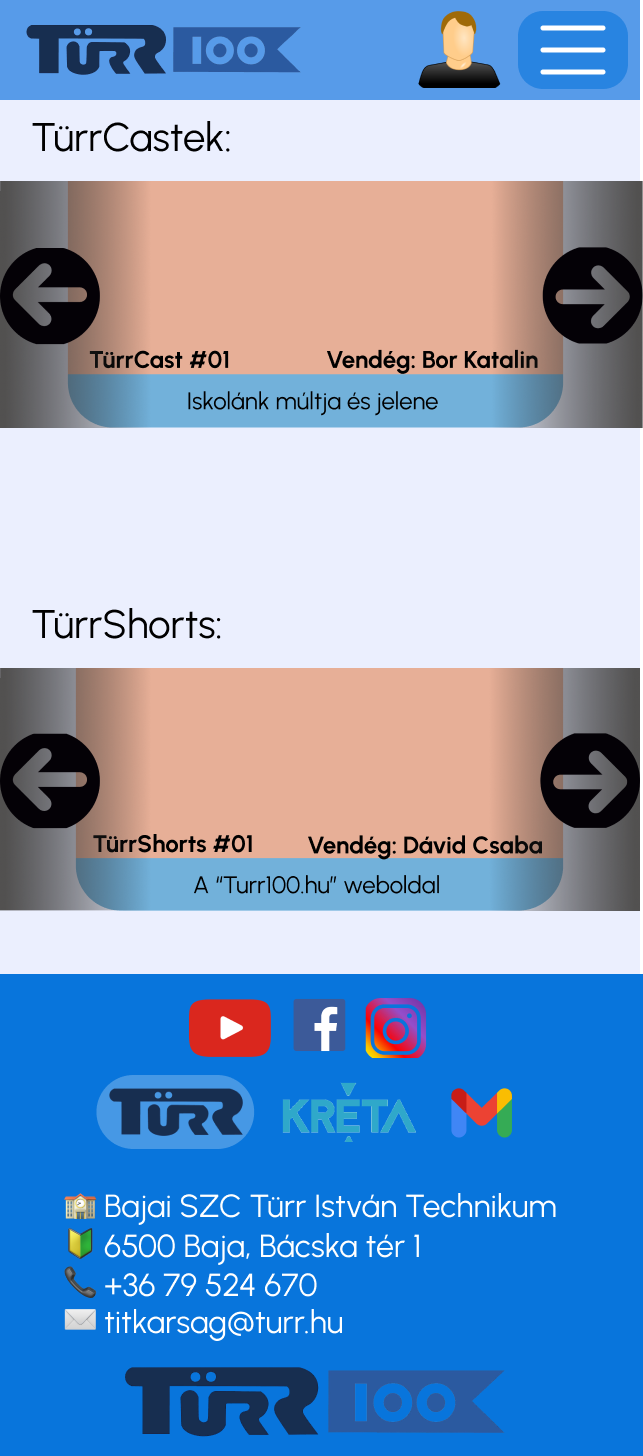 TÜRR 100
TürrCastek:
TürrCast #01 Vendég: Bor Katalin
Iskolánk múltja és jelene
TürrShorts:
TürrShorts #01 Vendég: Dávid Csaba
A “Turr100.hu” weboldal
TÜRR KRÉTA
Bajai SZC Türr István Technikum
6500 Baja, Bácska tér 1
+36 79 524 670
titkarsag@turr.hu
TÜRR 100